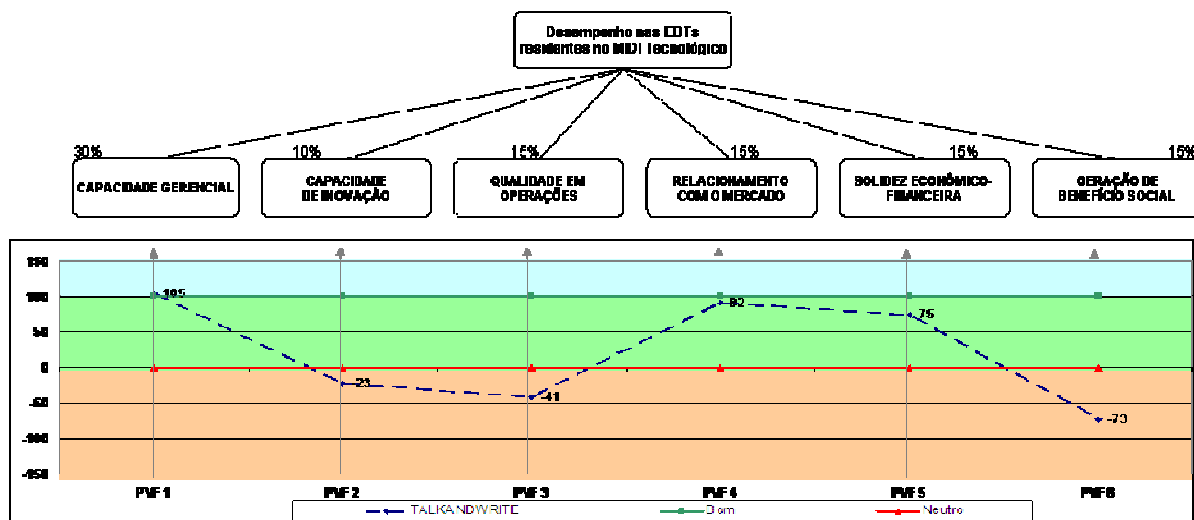 Desempenho nas EDTs
residentes no MIDI Tecnológico
30%
10%
15%
15%
15%
15%
CAPACIDADE GERENCIAL
CAPACIDADE
DE INOVAÇÃO
QUALIDADE EM
OPERAÇÕES
RELACIONAMENTO
COM O MERCADO
SOLIDEZ ECONÔMICO-
FINANCEIRA
GERAÇÃO DE
BENEFÍCIO SOCIAL
150
100
50
0
-50
-100
-150
105
-23
-41
92
75
-73
PVF 1
PVF 2
PVF 3
PVF 4
PVF 5
PVF 6
TALKANDWRITE
Bom
Neutro